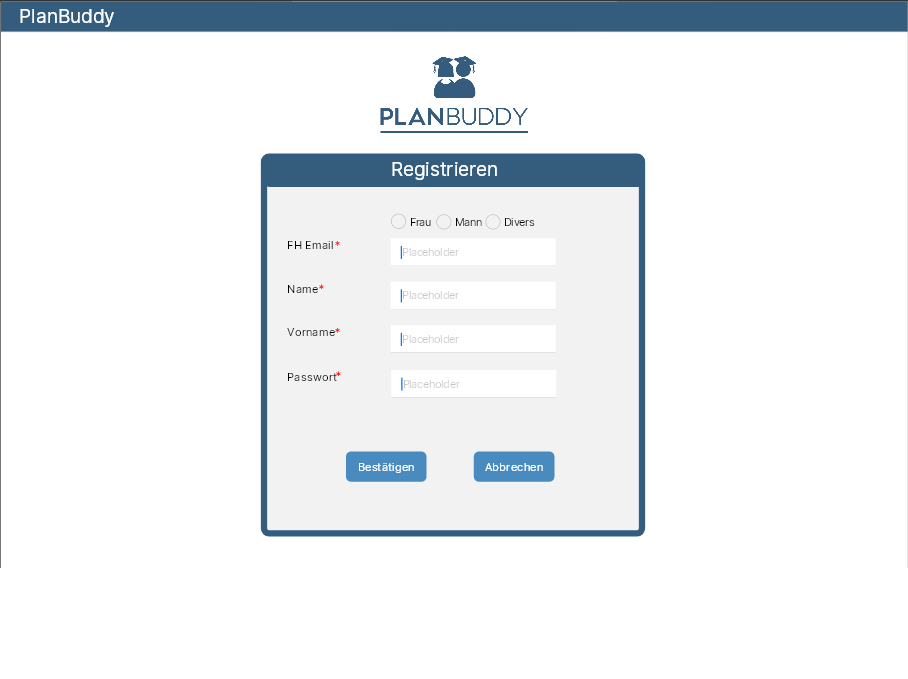 PlanBuddy
PLANBUDDY
Registrieren
Frau Mann Divers
FH Email* Placeholder
Name* Placeholder
Vorname* Placeholder
Passwort* Placeholder
Bestätigen Abbrechen